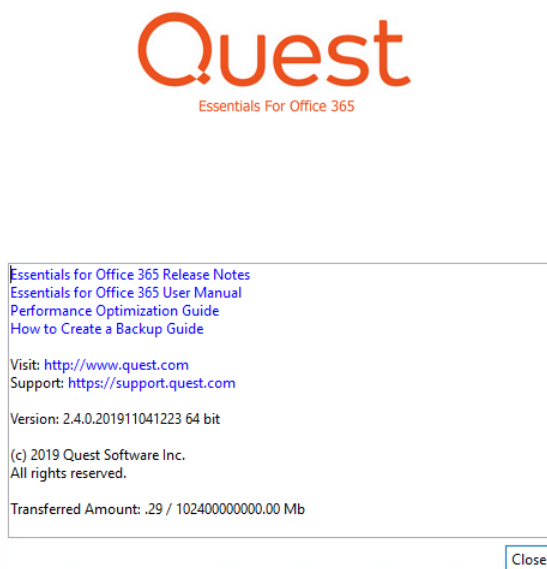 Quest
Essentials For Office 365
Essentials for Office 365 Release Notes
Essentials for Office 365 User Manual
Performance Optimization Guide
How to Create a Backup Guide
Visit: http://www.quest.com
Support: https://support.quest.com
Version: 2.4.0.201911041223 64 bit
(c) 2019 Quest Software Inc.
All rights reserved.
Transferred Amount: .29 / 102400000000.00 Mb
Close